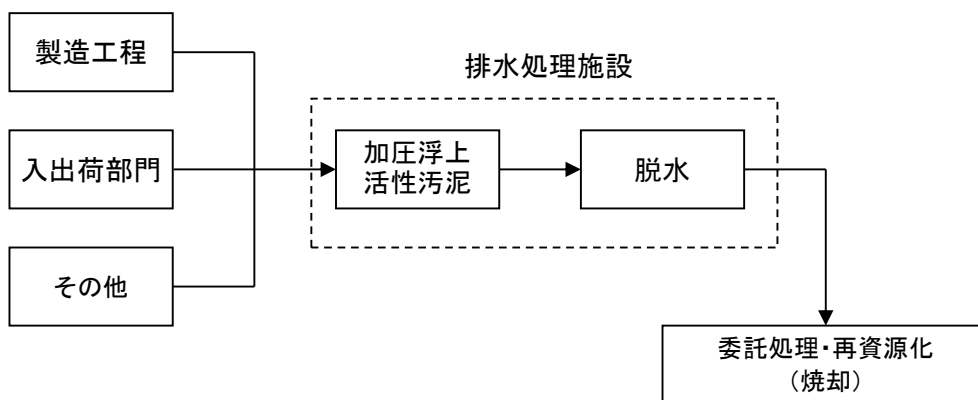 製造工程
排水処理施設
入出荷部門
加圧浮上
活性汚泥
脱水
その他
委託処理・再資源化
（焼却）